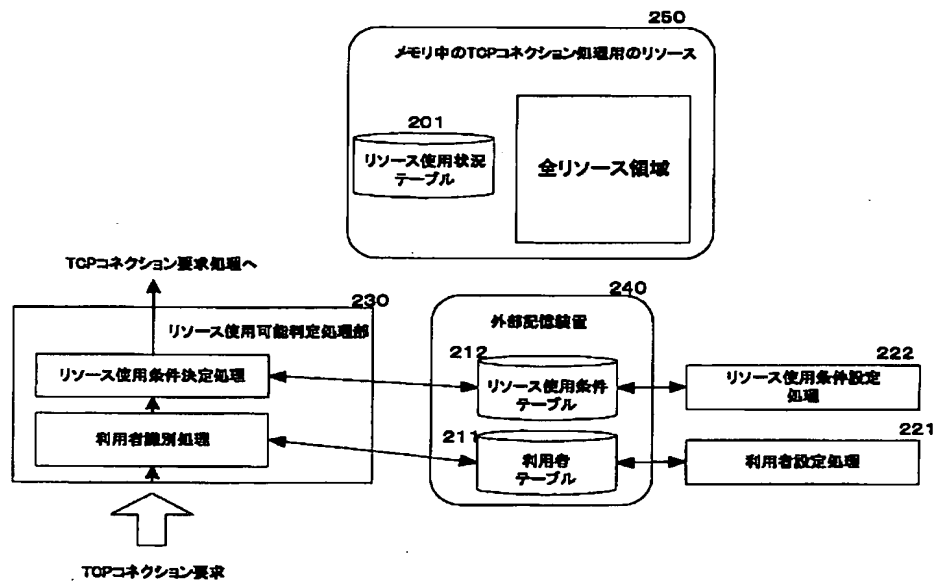 250
メモリ中のTCPコネクション処理用のリソース
201
リソース使用状況
テーブル
全リソース領域
TCPコネクション要求処理へ
230
リソース使用可能判定処理部
リソース使用条件決定処理
利用者識別処理
TCPコネクション要求
240
外部記憶装置
212
リソース使用条件
テーブル
211
利用者
テーブル
222
リソース使用条件設定
処理
221
利用者設定処理